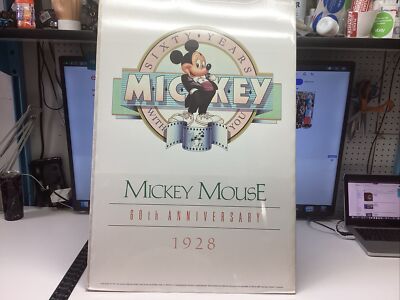 SIXTY YEARS
MICKEY
WITH YOU
MICKEY MOUSE
60th ANNIVERSARY
1928